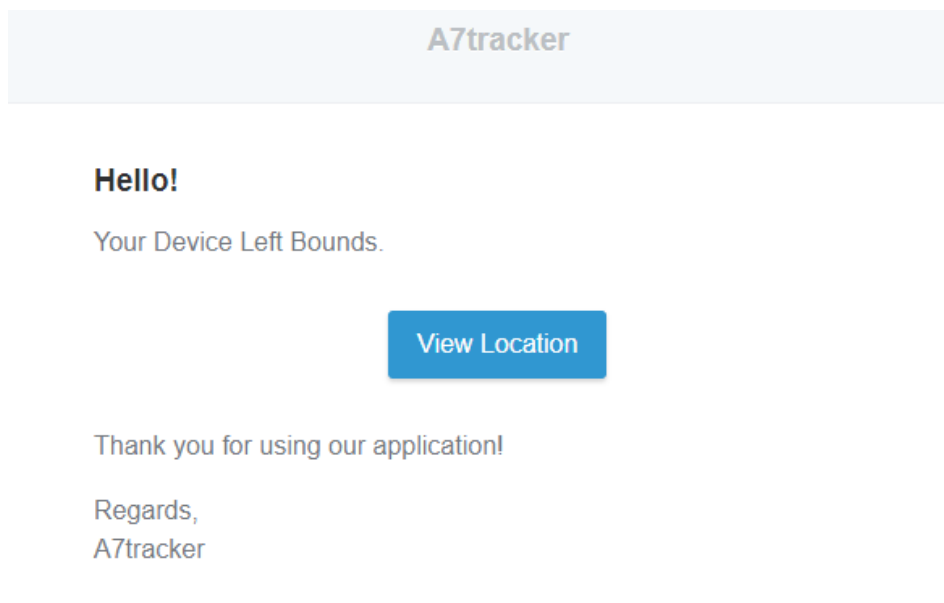 A7tracker
Hello!
Your Device Left Bounds.
View Location
Thank you for using our application!
Regards,
A7tracker